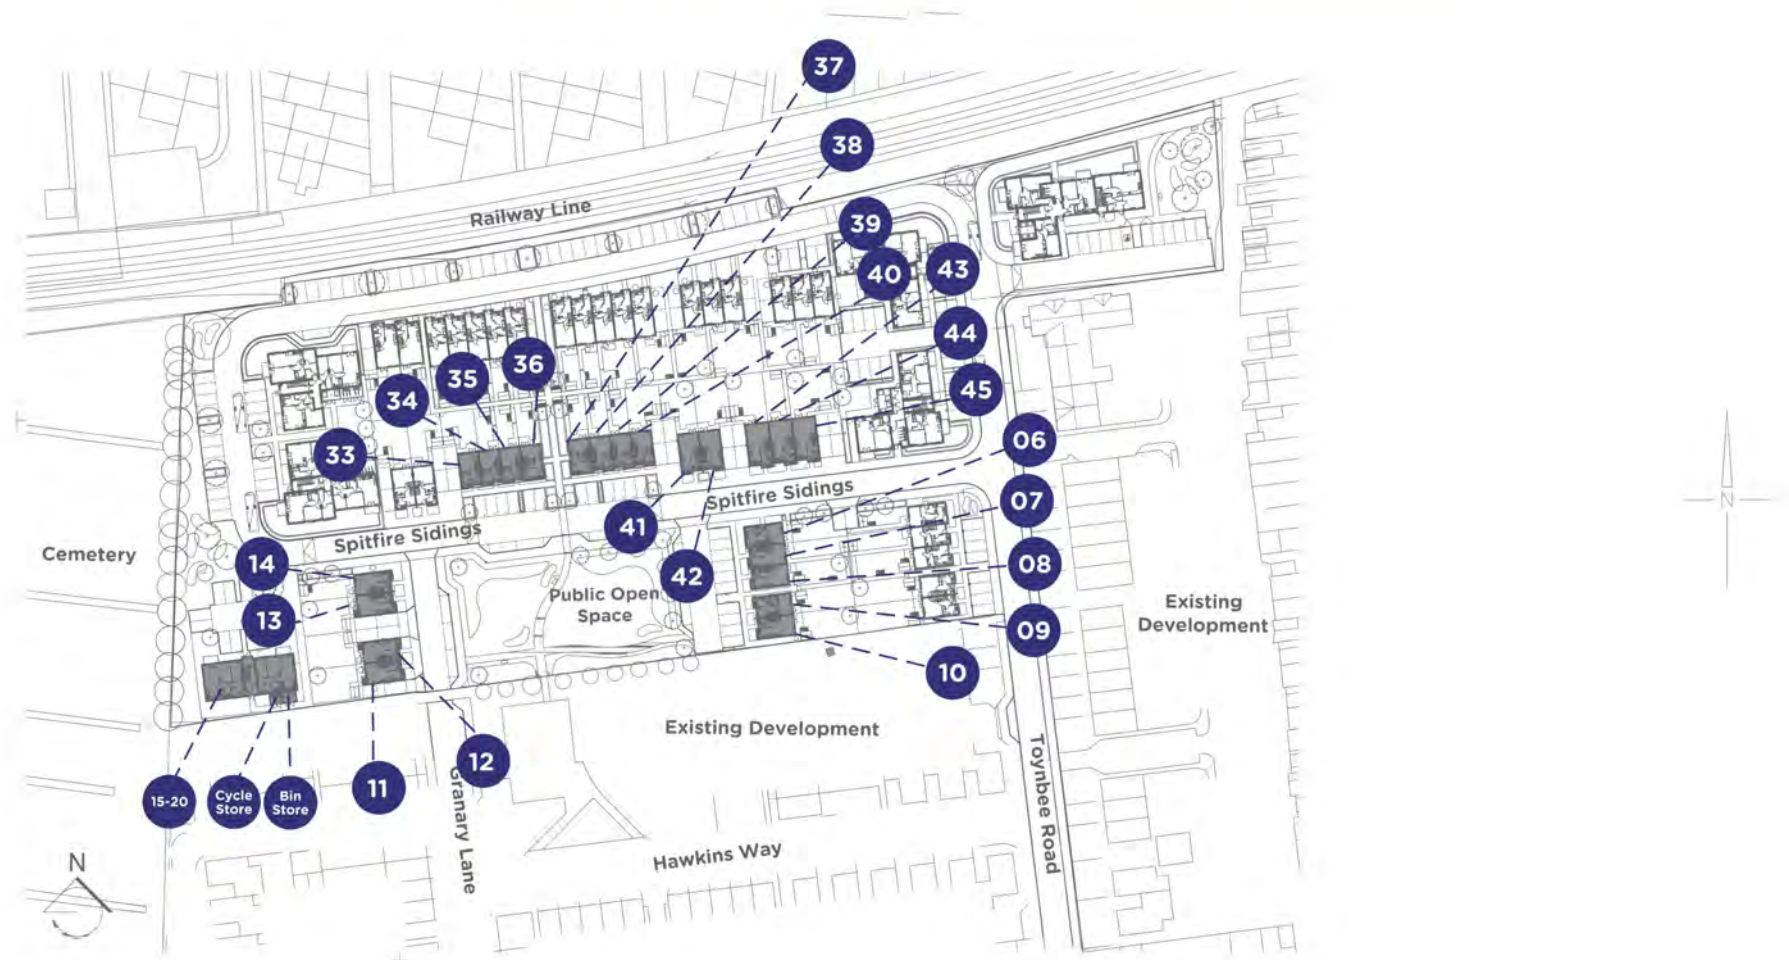 37
38
Railway Line
39
40
43
44
36
35
45
34
06
33
Spitfire Sidings
07
41
Spitfire Sidings
Cemetery
14
08
42
Public Open
Space
Existing
Development
13
09
10
Existing Development
12
11
15-20
Cycle
Store
Bin
Store
Granary Lane
Toynbee Road
Hawkins Way
N
N